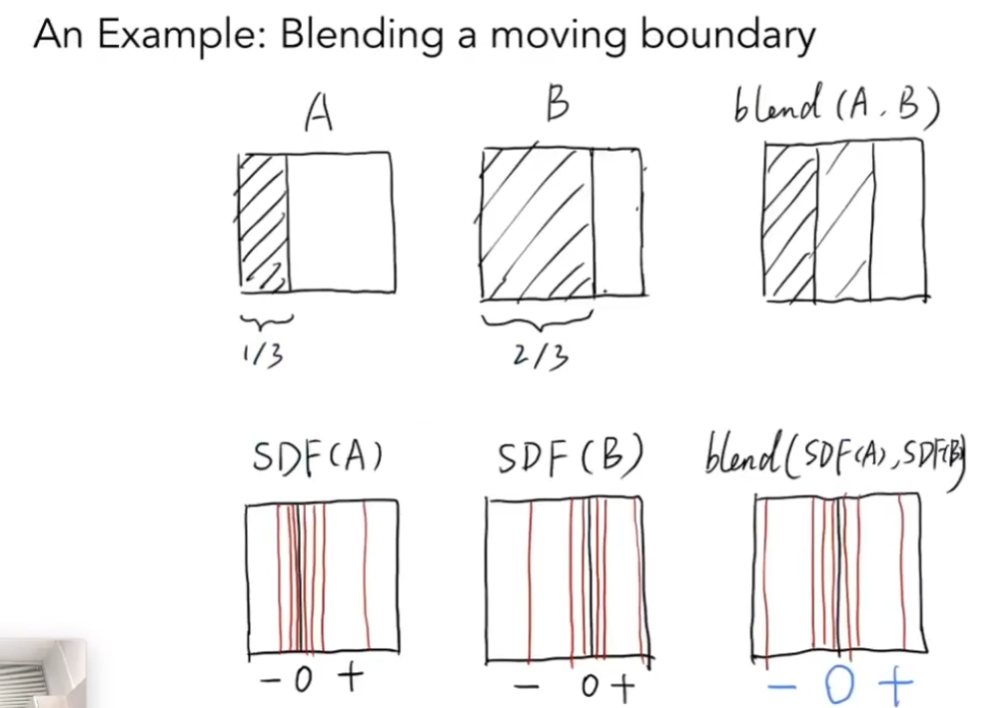 An Example: Blending a moving boundary
A B blend (A, B)
1/3 2/3
SDF(A) SDF(B) blend(SDF(A), SDF(B)
- 0 + - 0 + - 0 +